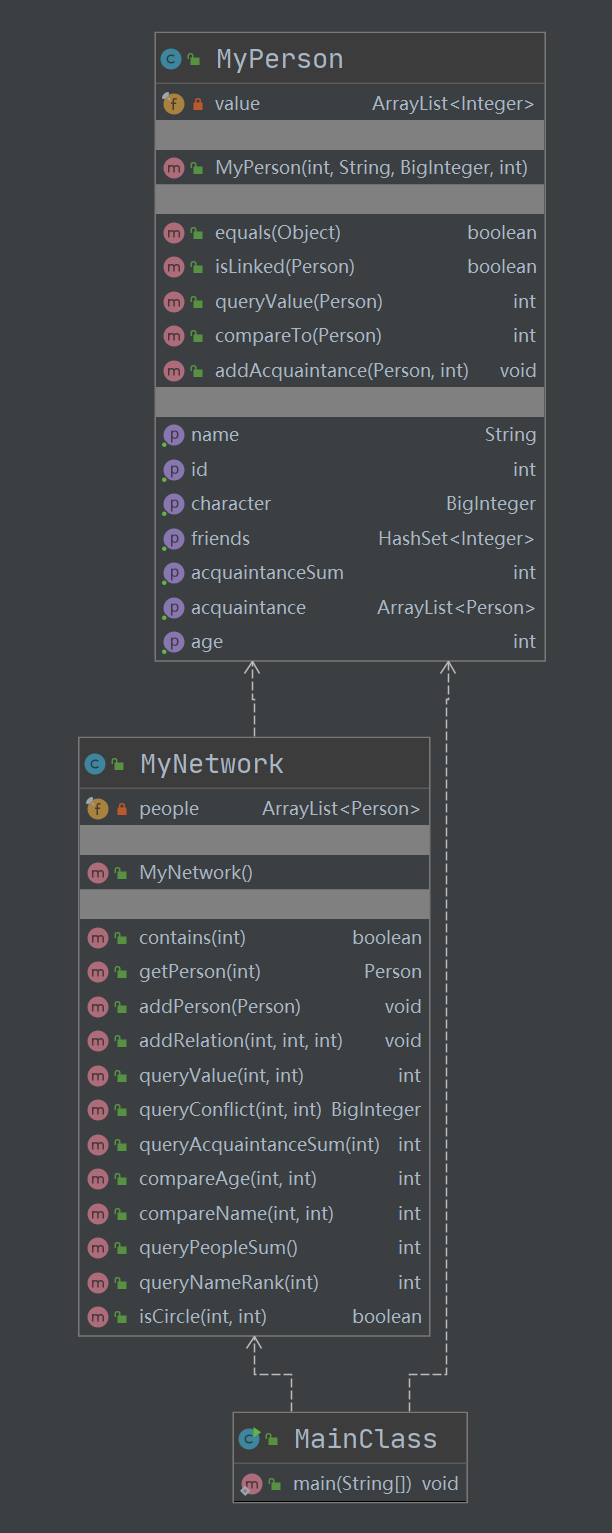 MyPerson
value ArrayList<Integer>
MyPerson(int, String, BigInteger, int)
equals(Object) boolean
isLinked(Person) boolean
queryValue(Person) int
compareTo(Person) int
addAcquaintance(Person, int) void
name String
id int
character BigInteger
friends HashSet<Integer>
acquaintanceSum int
acquaintance ArrayList<Person>
age int
MyNetwork
people ArrayList<Person>
MyNetwork()
contains(int) boolean
getPerson(int) Person
addPerson(Person) void
addRelation(int, int, int) void
queryValue(int, int) int
queryConflict(int, int) BigInteger
queryAcquaintanceSum(int) int
compareAge(int, int) int
compareName(int, int) int
queryPeopleSum() int
queryNameRank(int) int
isCircle(int, int) boolean
MainClass
main(String[]) void